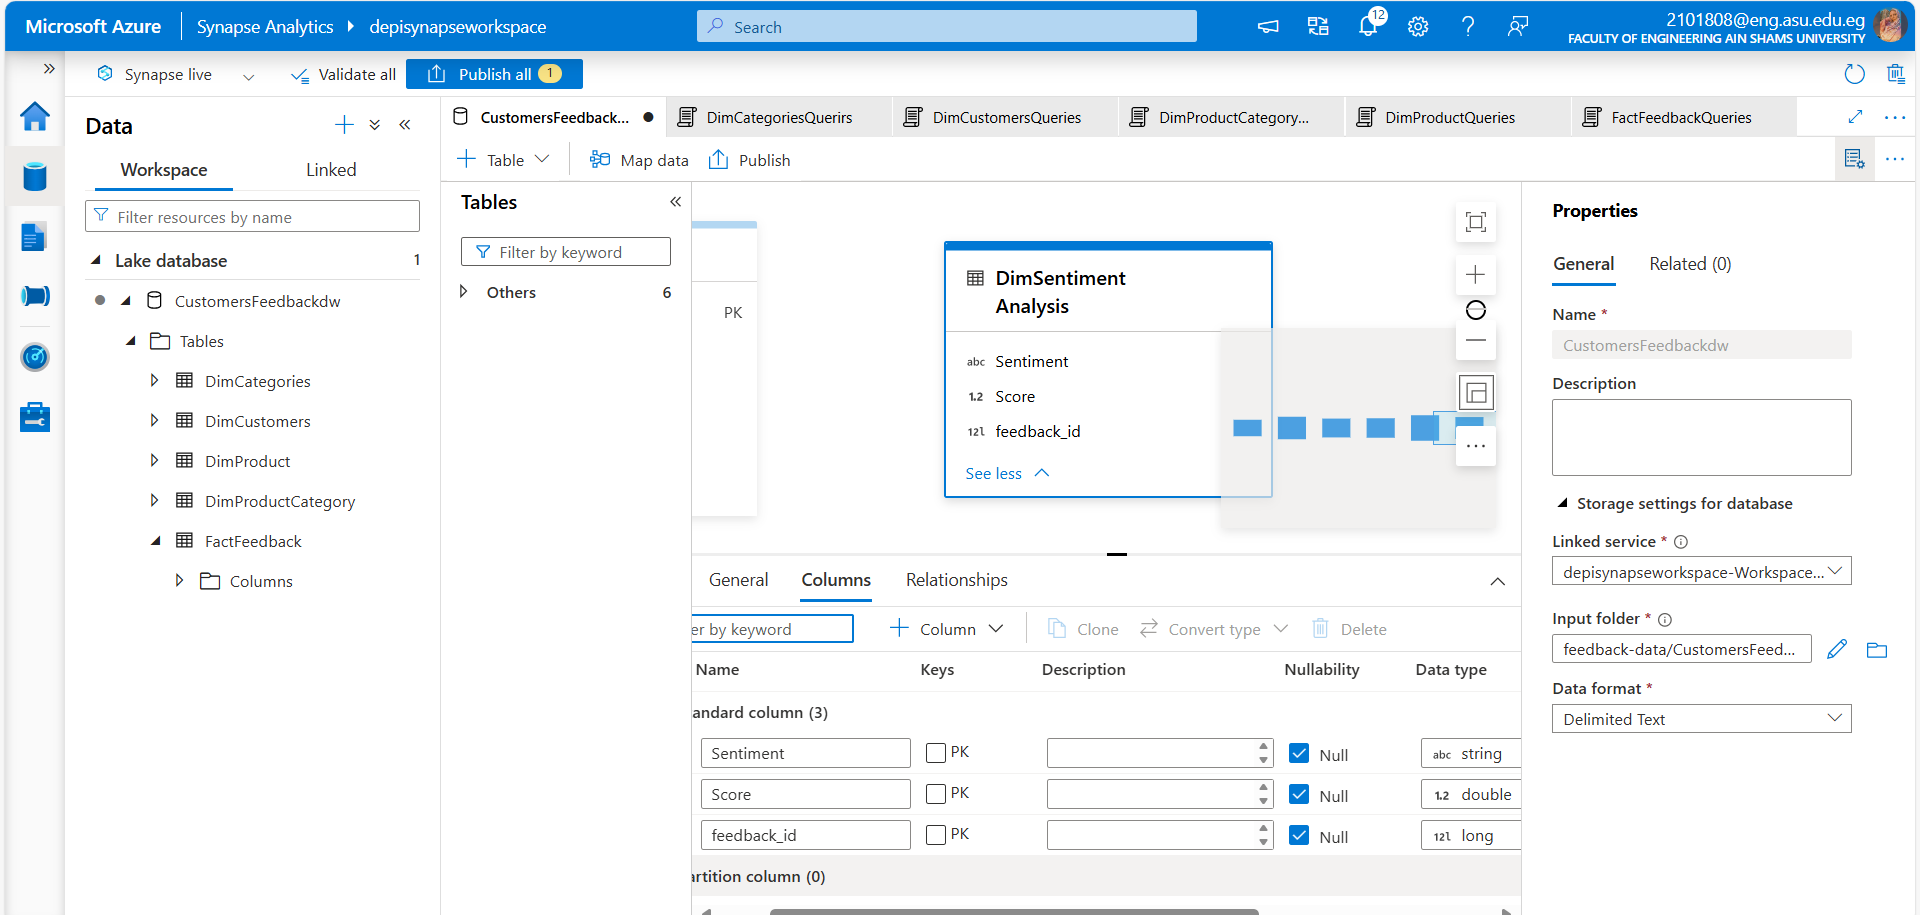 Microsoft Azure
Synapse Analytics
depisynapseworkspace
Search
12
2101808@eng.asu.edu.eg
FACULTY OF ENGINEERING AIN SHAMS UNIVERSITY
Synapse live
Validate all
Publish all
1
Data
Workspace
Linked
Filter resources by name
Lake database
1
CustomersFeedbackdw
Tables
DimCategories
DimCustomers
DimProduct
DimProductCategory
FactFeedback
Columns
CustomersFeedback...
DimCategoriesQuerirs
DimCustomersQueries
DimProductCategory...
DimProductQueries
FactFeedbackQueries
Table
Map data
Publish
Tables
Filter by keyword
Others
6
PK
DimSentiment
Analysis
abc Sentiment
1.2 Score
12l feedback_id
See less
General
Columns
Relationships
er by keyword
Column
Clone
Convert type
Delete
Name
Keys
Description
Nullability
Data type
andard column (3)
Sentiment PK Null abc string
Score PK Null 1.2 double
feedback_id PK Null 12l long
artition column (0)
Properties
General
Related (0)
Name *
CustomersFeedbackdw
Description
Storage settings for database
Linked service *
depisynapseworkspace-Workspace...
Input folder *
feedback-data/CustomersFeed...
Data format *
Delimited Text